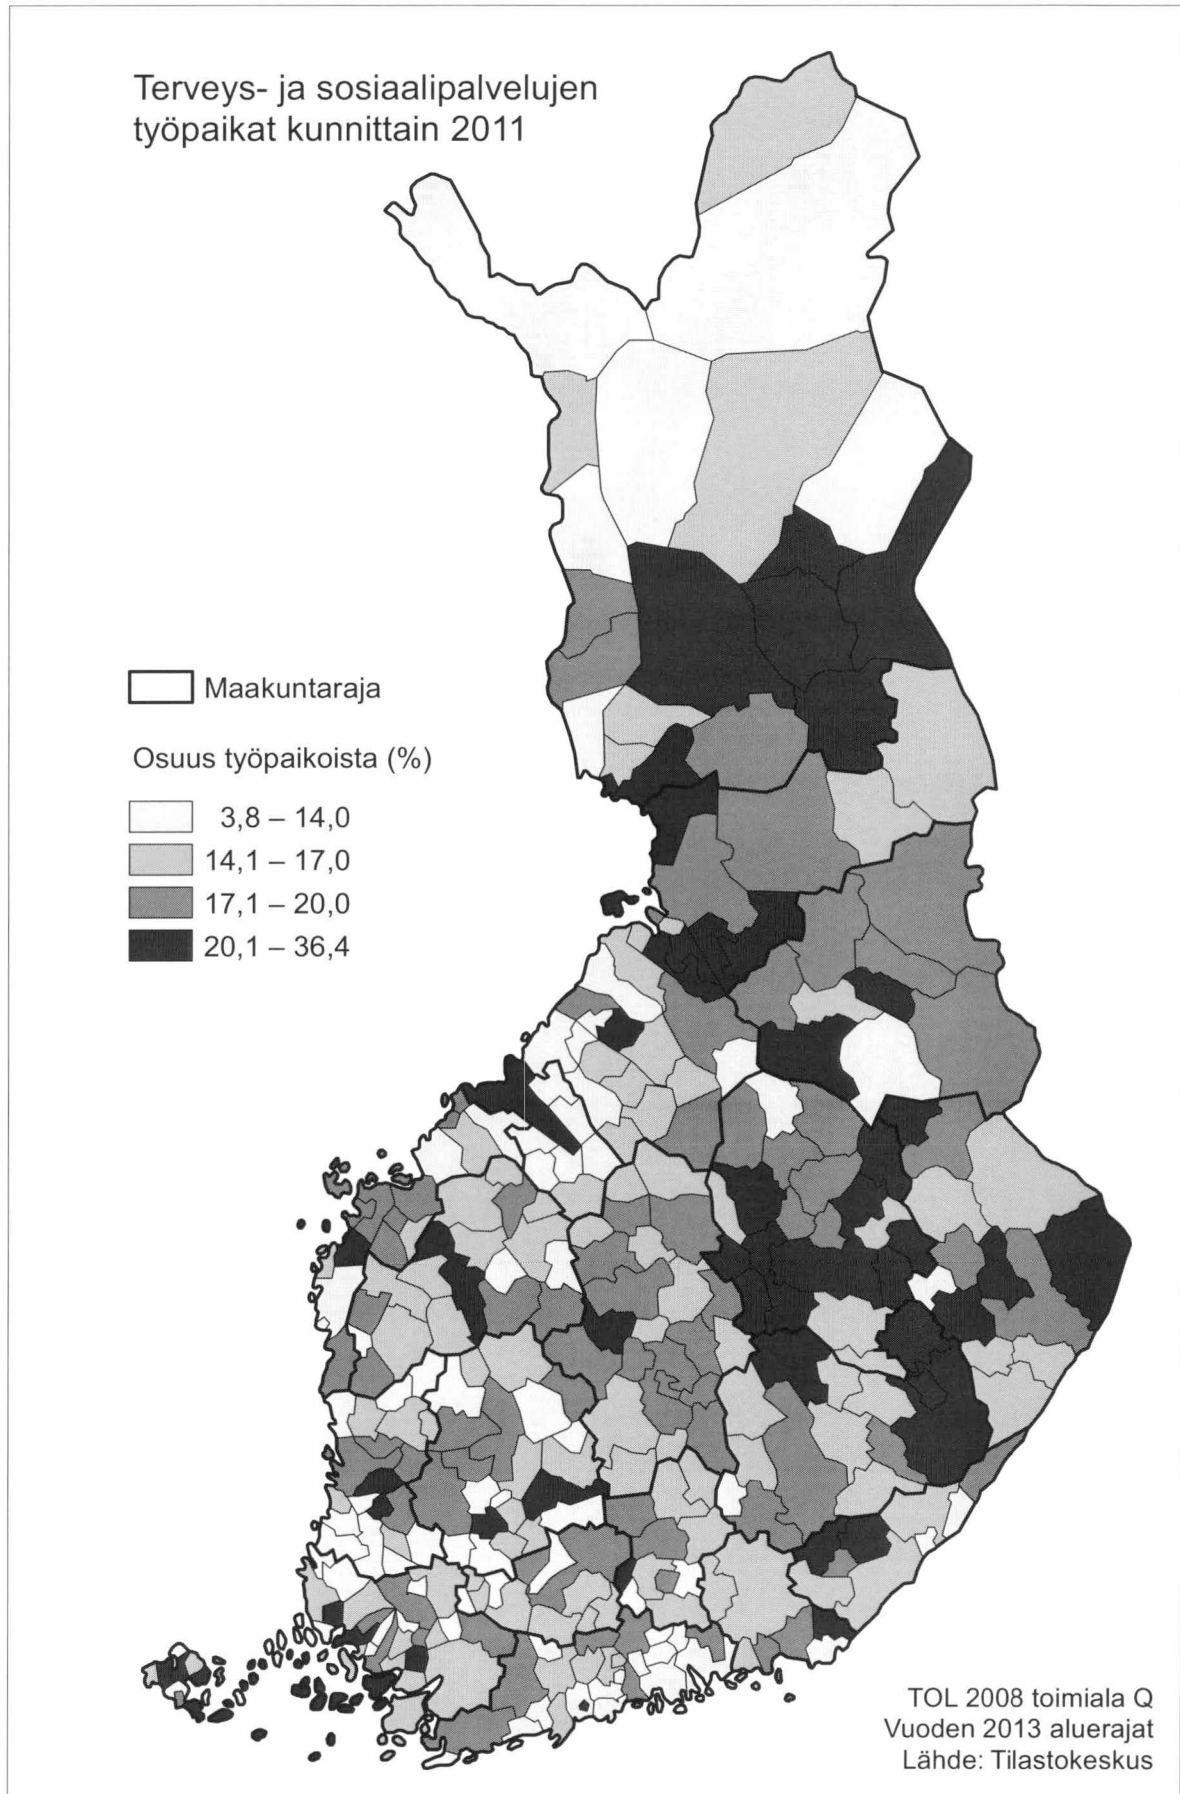 Terveys- ja sosiaalipalvelujen
työpaikat kunnittain 2011
Maakuntaraja
Osuus työpaikoista (%)
3,8 – 14,0
14,1 – 17,0
17,1 – 20,0
20,1 – 36,4
TOL 2008 toimiala Q
Vuoden 2013 aluerajat
Lähde: Tilastokeskus